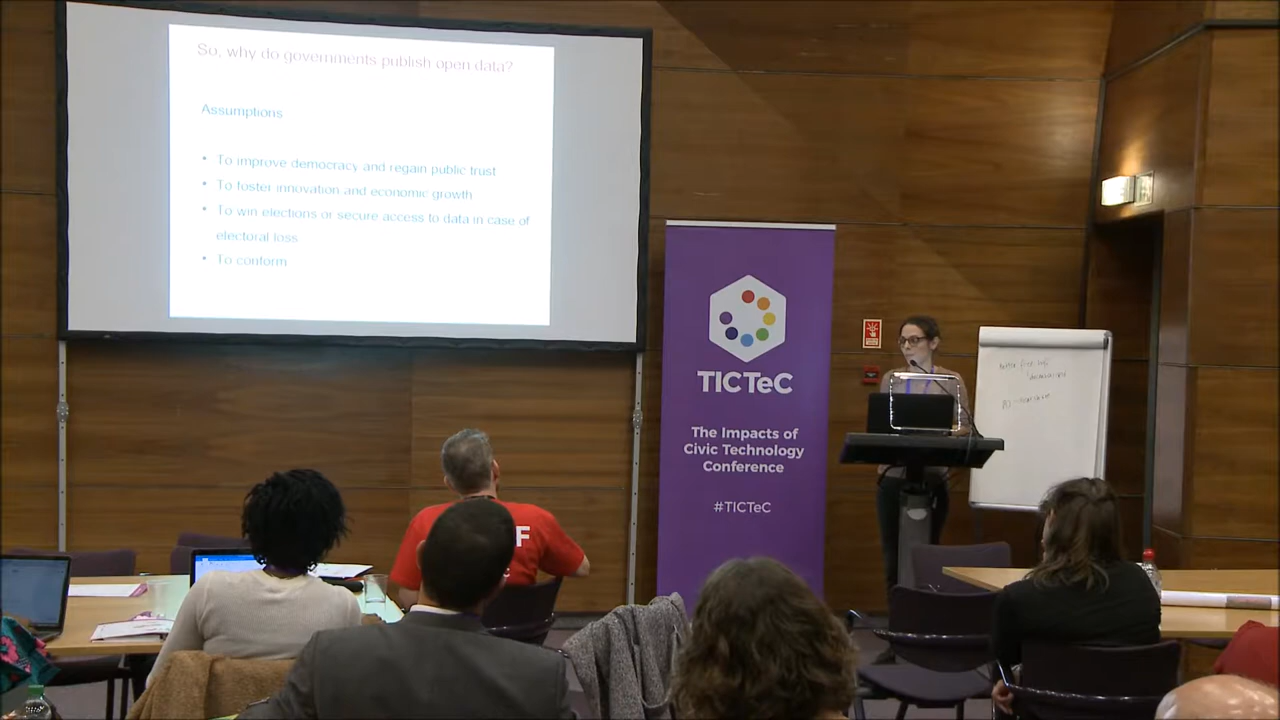 So, why do governments publish open data?
Assumptions
• To improve democracy and regain public trust
• To foster innovation and economic growth
• To win elections or secure access to data in case of
electoral loss
• To conform
TICTeC
The Impacts of
Civic Technology
Conference
#TICTeC
F